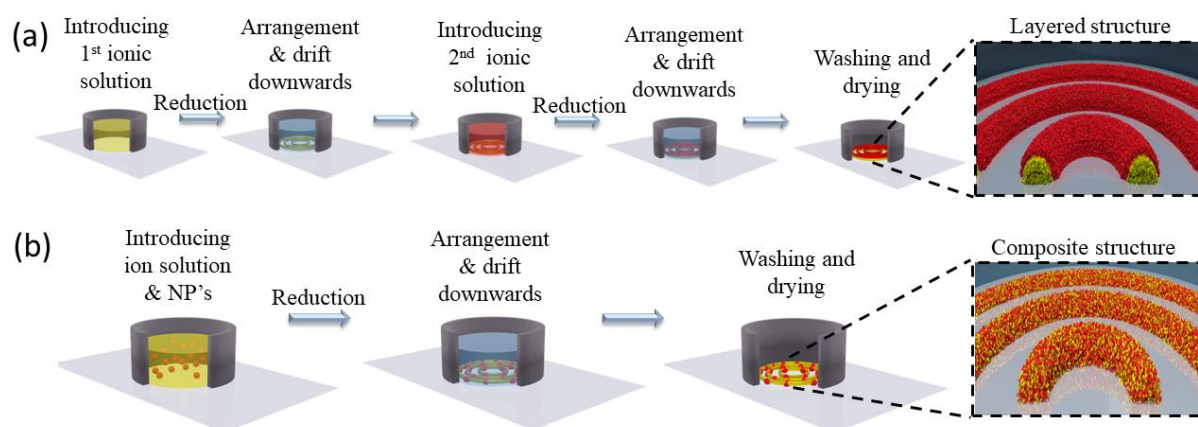 (a)
Introducing
1st ionic
solution
Reduction
Arrangement
& drift
downwards
Introducing
2nd ionic
solution
Reduction
Arrangement
& drift
downwards
Washing and
drying
Layered structure
(b)
Introducing
ion solution
& NP's
Reduction
Arrangement
& drift
downwards
Washing and
drying
Composite structure